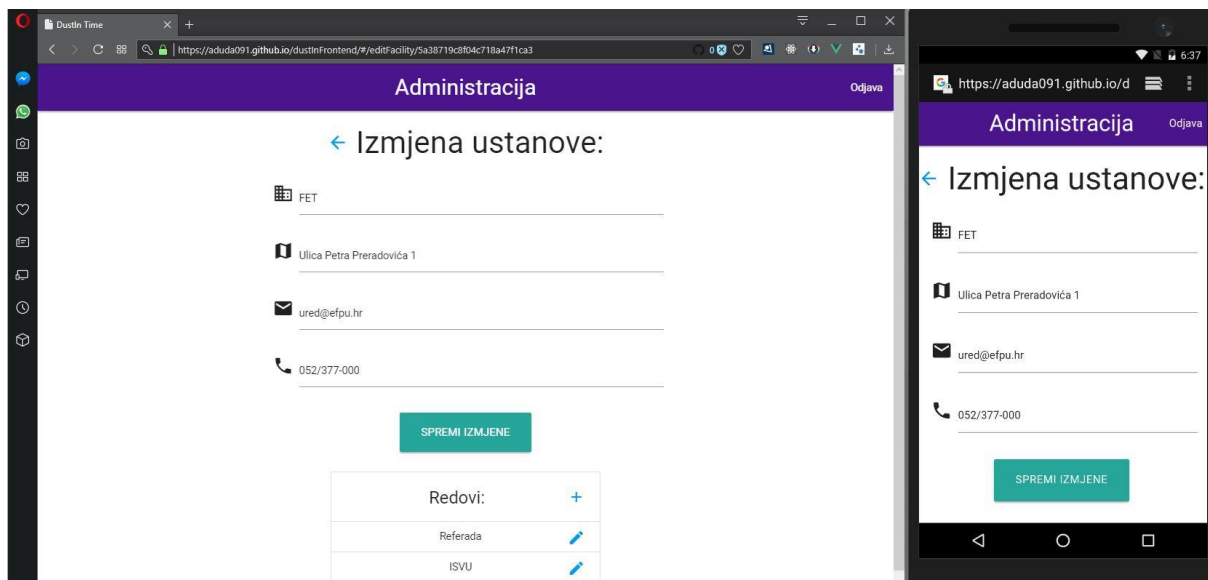 DustIn Time
https://aduda091.github.io/dustInFrontend/#/editFacility/5a38719c8f04c718a47f1ca3
0
Administracija
Odjava
Izmjena ustanove:
FET
Ulica Petra Preradovića 1
ured@efpu.hr
052/377-000
SPREMI IZMJENE
Redovi:
+
Referada
ISVU
6:37
https://aduda091.github.io/d
Administracija
Odjava
Izmjena ustanove:
FET
Ulica Petra Preradovića 1
ured@efpu.hr
052/377-000
SPREMI IZMJENE